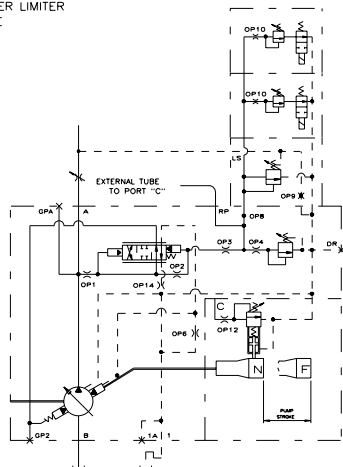 ER LIMITER
E
OP10
OP10
LS
EXTERNAL TUBE
TO PORT "C"
OP9
GPA
A
RP
OP8
DR
OP3
OP4
OP2
OP1
OP14
C
OP6
OP12
N
F
PUMP
STROKE
GP2
B
1A
1